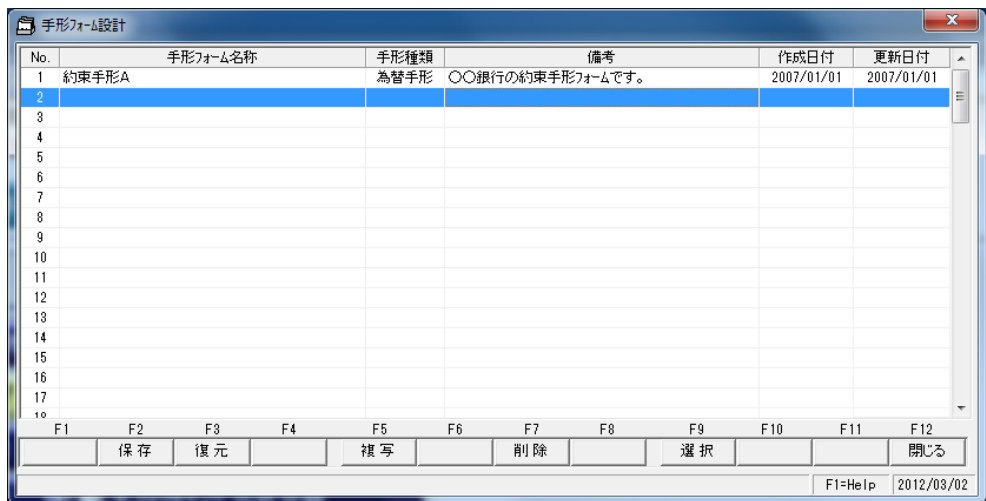 手形ﾌｫｰﾑ設計
No. 手形ﾌｫｰﾑ名称 手形種類 備考 作成日付 更新日付
1 約束手形A 為替手形 〇〇銀行の約束手形ﾌｫｰﾑです。 2007/01/01 2007/01/01
2
3
4
5
6
7
8
9
10
11
12
13
14
15
16
17
18
F1 F2 F3 F4 F5 F6 F7 F8 F9 F10 F11 F12
保存 復元 複写 削除 選択 閉じる
F1=Help 2012/03/02